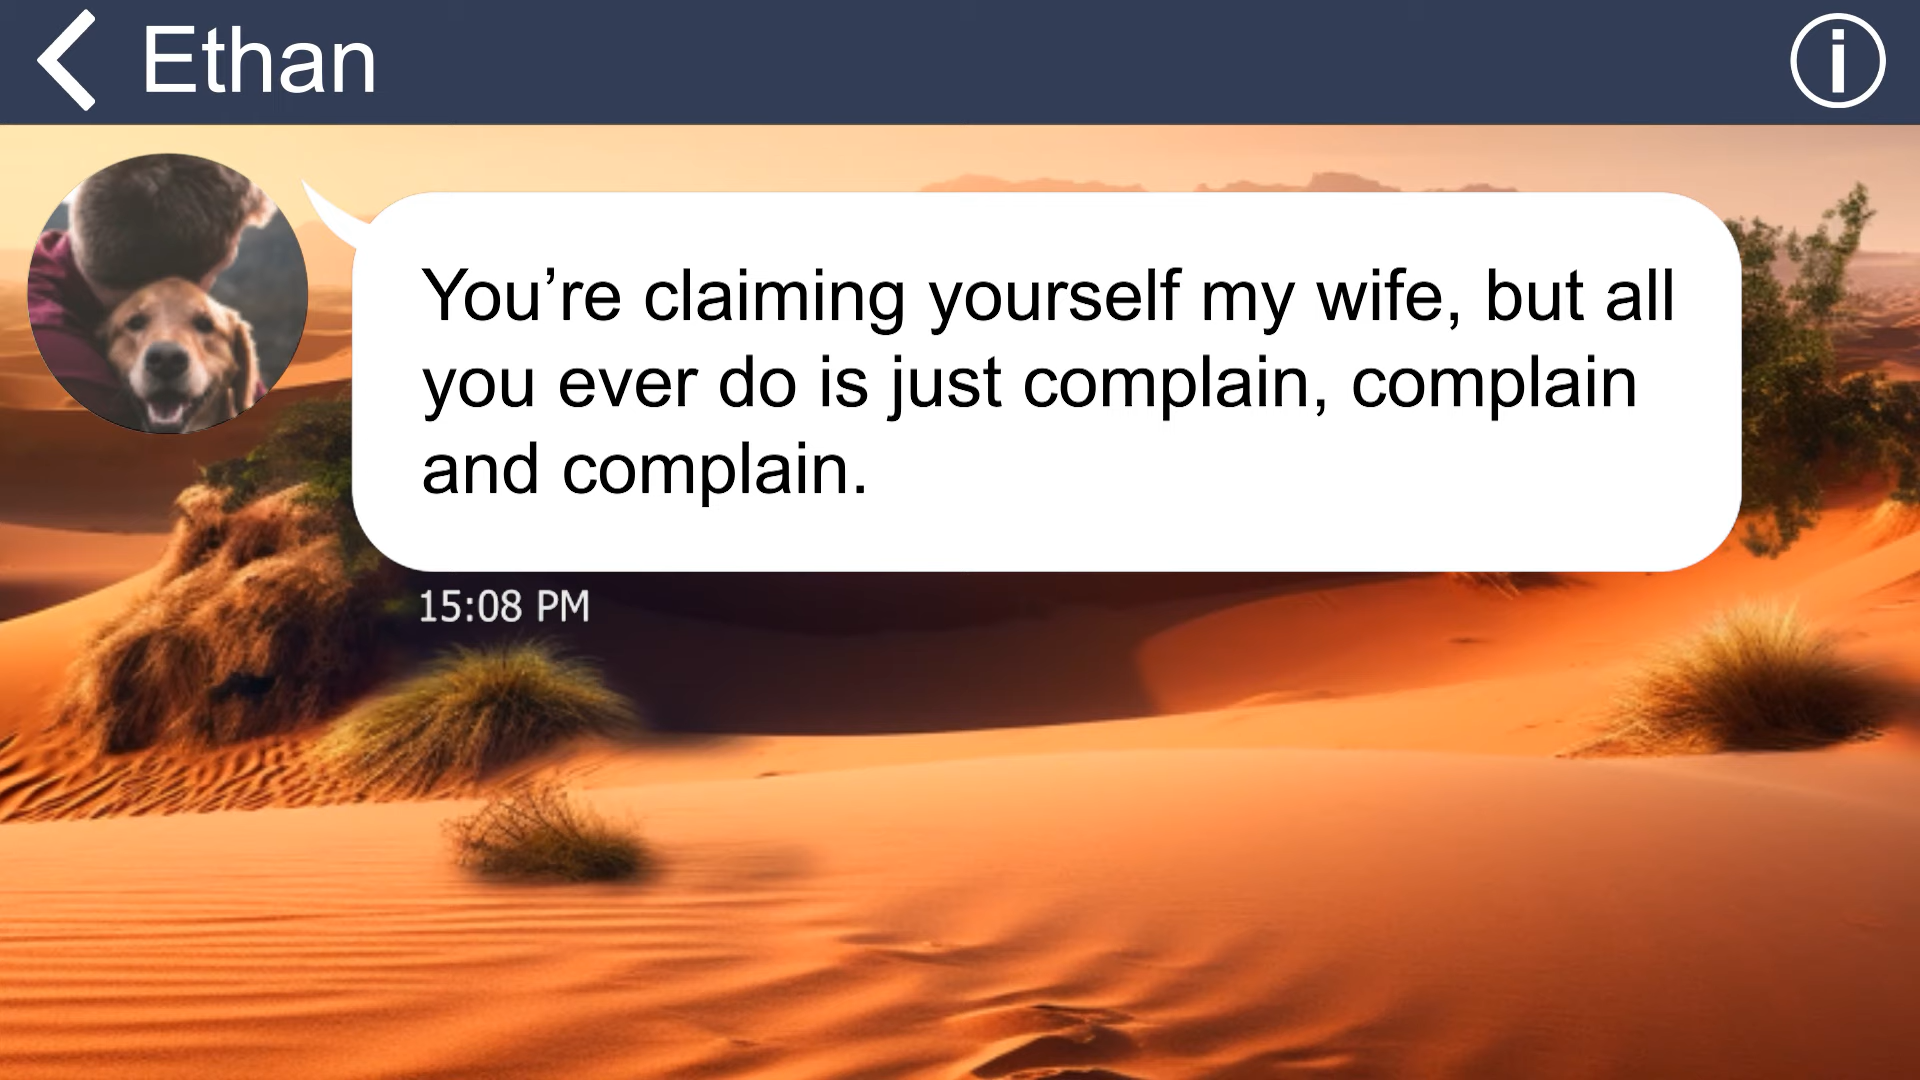 Ethan
You’re claiming yourself my wife, but all
you ever do is just complain, complain
and complain.
15:08 PM